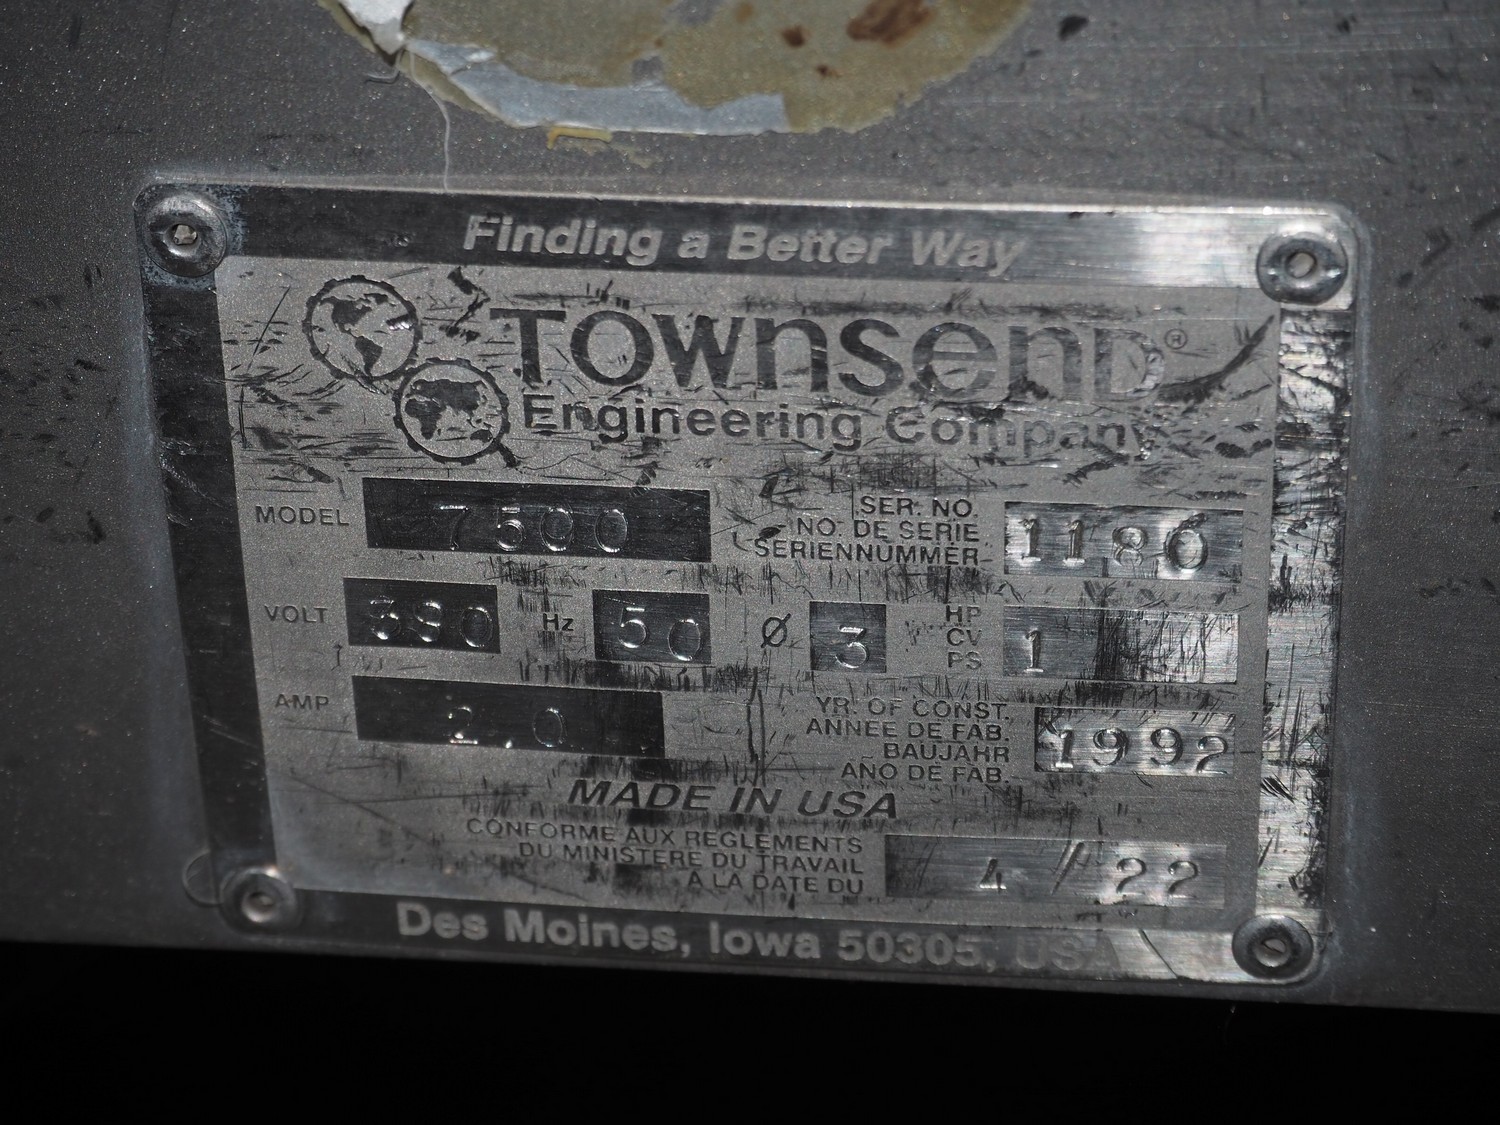 Finding a Better Way
TOWNSEND®
Engineering Company
MODEL 7500
SER. NO.
NO. DE SERIE
SERIENNUMMER
1186
VOLT 380 Hz 50 Ø 3
HP
CV
PS
1
AMP 2.0
YR. OF CONST.
ANNEE DE FAB.
BAUJAHR
ANO DE FAB.
1992
MADE IN USA
CONFORME AUX REGLEMENTS
DU MINISTERE DU TRAVAIL
A LA DATE DU
4 / 22
Des Moines, Iowa 50305, USA